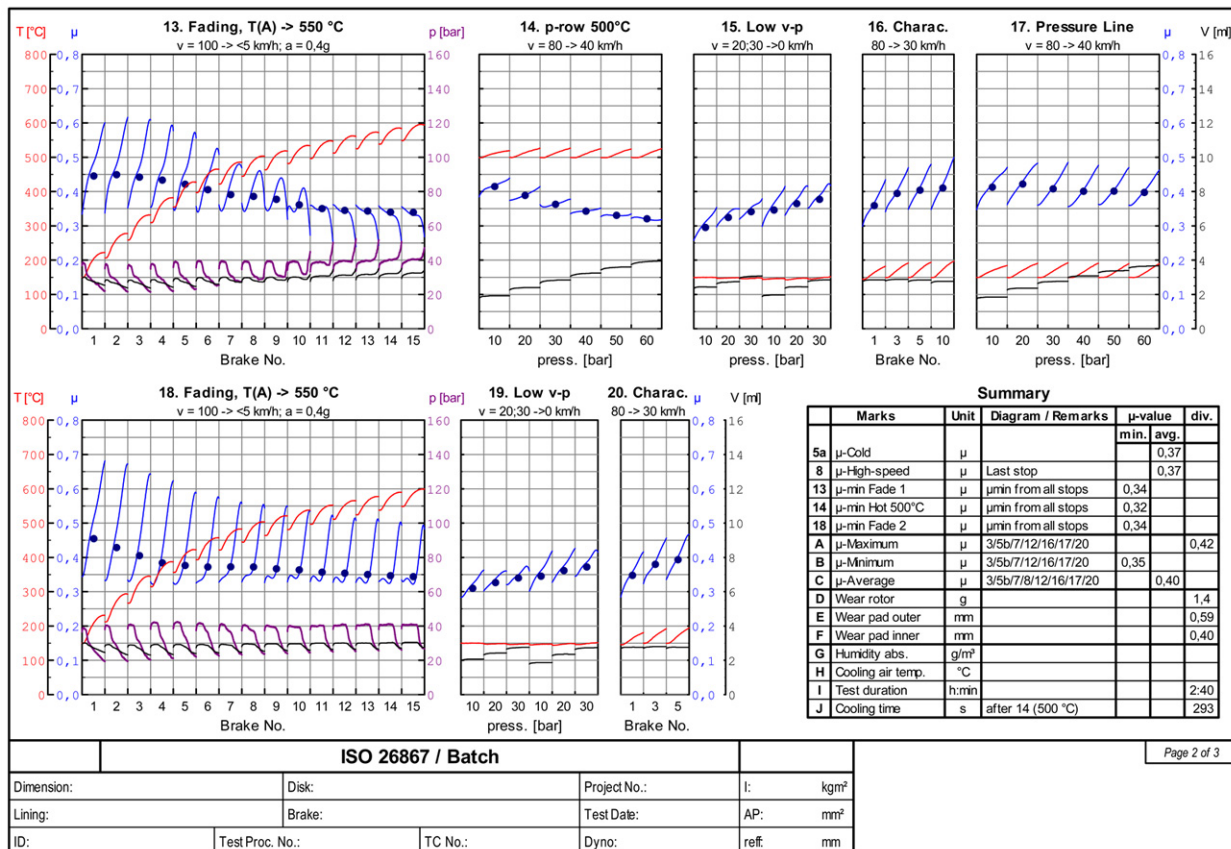 13. Fading, T(A) -> 550 °C
v = 100 -> <5 km/h; a = 0,4g
T [°C] µ p [bar]
800 0,8 160
700 0,7 140
600 0,6 120
500 0,5 100
400 0,4 80
300 0,3 60
200 0,2 40
100 0,1 20
0 0,0 0
1 2 3 4 5 6 7 8 9 10 11 12 13 14 15
Brake No.
14. p-row 500°C
v = 80 -> 40 km/h
10 20 30 40 50 60
press. [bar]
15. Low v-p
v = 20;30 ->0 km/h
10 20 30 10 20 30
press. [bar]
16. Charac.
80 -> 30 km/h
1 3 5 10
Brake No.
17. Pressure Line
v = 80 -> 40 km/h
µ V [ml]
0,8 16
0,7 14
0,6 12
0,5 10
0,4 8
0,3 6
0,2 4
0,1 2
0,0 0
10 20 30 40 50 60
press. [bar]
18. Fading, T(A) -> 550 °C
v = 100 -> <5 km/h; a = 0,4g
T [°C] µ p [bar]
800 0,8 160
700 0,7 140
600 0,6 120
500 0,5 100
400 0,4 80
300 0,3 60
200 0,2 40
100 0,1 20
0 0,0 0
1 2 3 4 5 6 7 8 9 10 11 12 13 14 15
Brake No.
19. Low v-p
v = 20;30 ->0 km/h
10 20 30 10 20 30
press. [bar]
20. Charac.
80 -> 30 km/h
µ V [ml]
0,8 16
0,7 14
0,6 12
0,5 10
0,4 8
0,3 6
0,2 4
0,1 2
0,0 0
1 3 5
Brake No.
Summary
Marks Unit Diagram / Remarks µ-value div.
min. avg.
5a µ-Cold µ 0,37
8 µ-High-speed µ Last stop 0,37
13 µ-min Fade 1 µ µmin from all stops 0,34
14 µ-min Hot 500°C µ µmin from all stops 0,32
18 µ-min Fade 2 µ µmin from all stops 0,34
A µ-Maximum µ 3/5b/7/12/16/17/20 0,42
B µ-Minimum µ 3/5b/7/12/16/17/20 0,35
C µ-Average µ 3/5b/7/8/12/16/17/20 0,40
D Wear rotor g 1,4
E Wear pad outer mm 0,59
F Wear pad inner mm 0,40
G Humidity abs. g/m³
H Cooling air temp. °C
I Test duration h:min 2:40
J Cooling time s after 14 (500 °C) 293
ISO 26867 / Batch
Page 2 of 3
Dimension: Disk: Project No.: I: kgm²
Lining: Brake: Test Date: AP: mm²
ID: Test Proc. No.: TC No.: Dyno: reff: mm